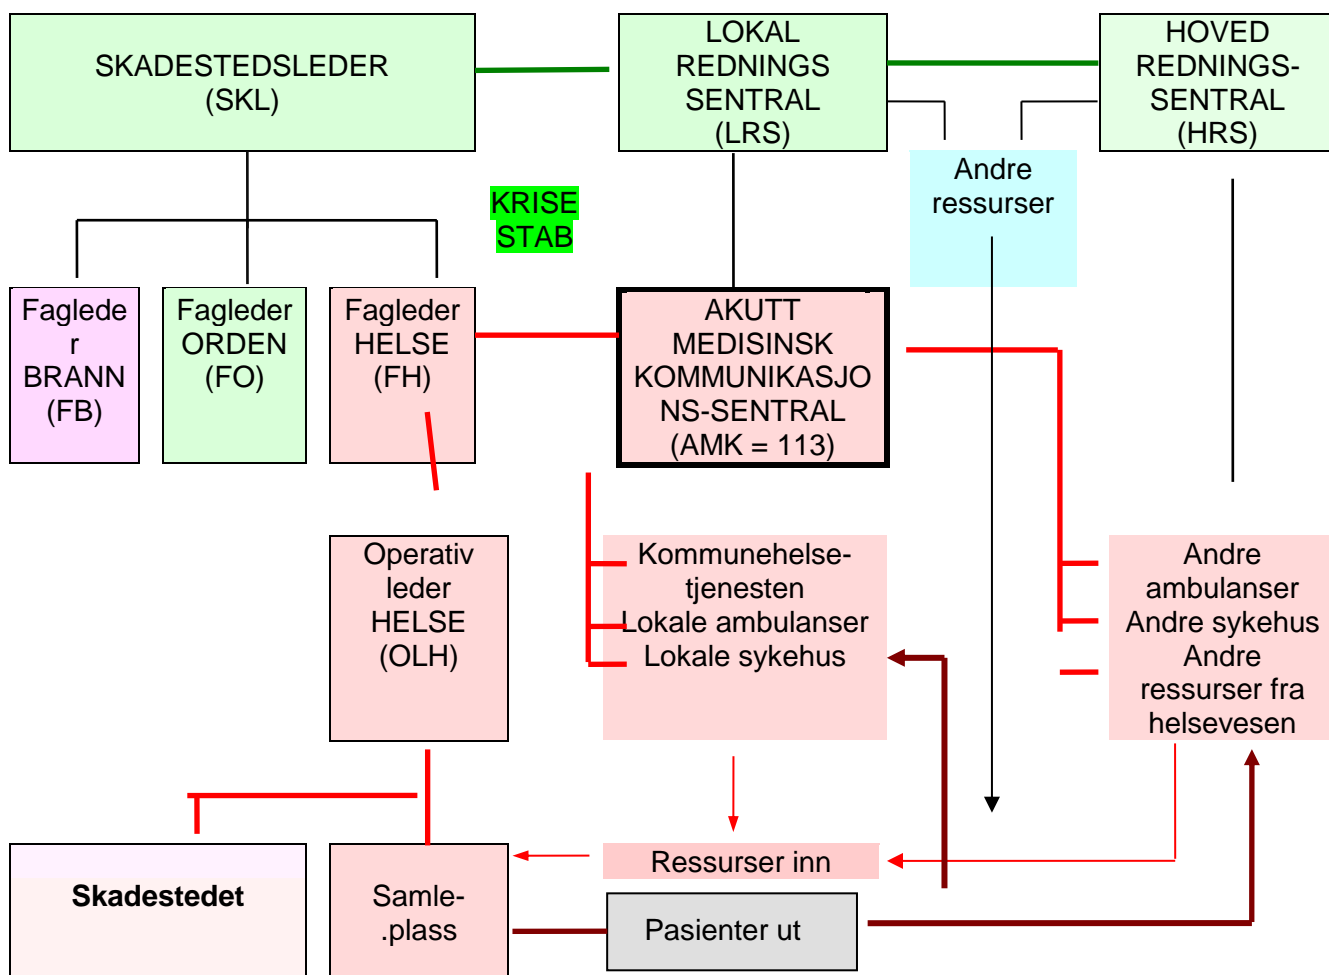 SKADESTEDSLEDER
(SKL)
LOKAL
REDNINGS
SENTRAL
(LRS)
HOVED
REDNINGS-
SENTRAL
(HRS)
Andre
ressurser
KRISE
STAB
Faglede
r
BRANN
(FB)
Fagleder
ORDEN
(FO)
Fagleder
HELSE
(FH)
AKUTT
MEDISINSK
KOMMUNIKASJO
NS-SENTRAL
(AMK = 113)
Operativ
leder
HELSE
(OLH)
Kommunehelse-
tjenesten
Lokale ambulanser
Lokale sykehus
Andre
ambulanser
Andre sykehus
Andre
ressurser fra
helsevesen
Skadestedet
Samle-
.plass
Ressurser inn
Pasienter ut